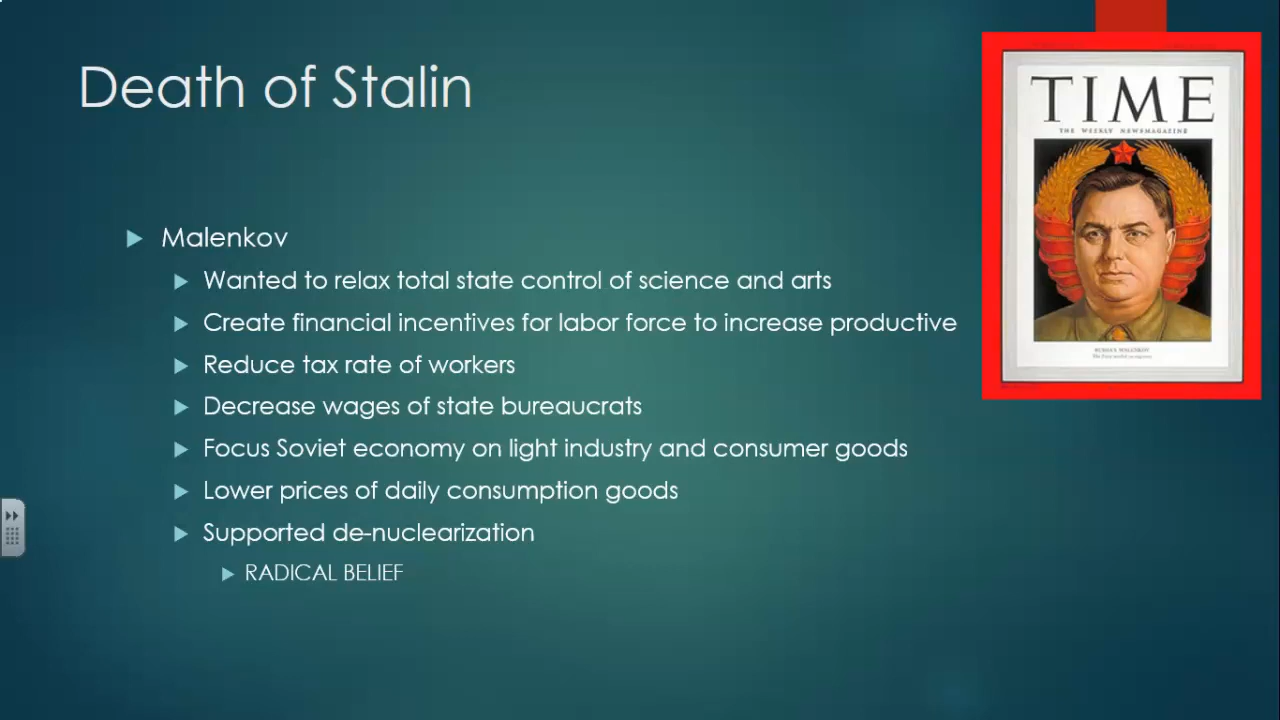 Death of Stalin
TIME
THE WEEKLY NEWSMAGAZINE
Malenkov
Wanted to relax total state control of science and arts
Create financial incentives for labor force to increase productive
Reduce tax rate of workers
Decrease wages of state bureaucrats
Focus Soviet economy on light industry and consumer goods
Lower prices of daily consumption goods
Supported de-nuclearization
RADICAL BELIEF